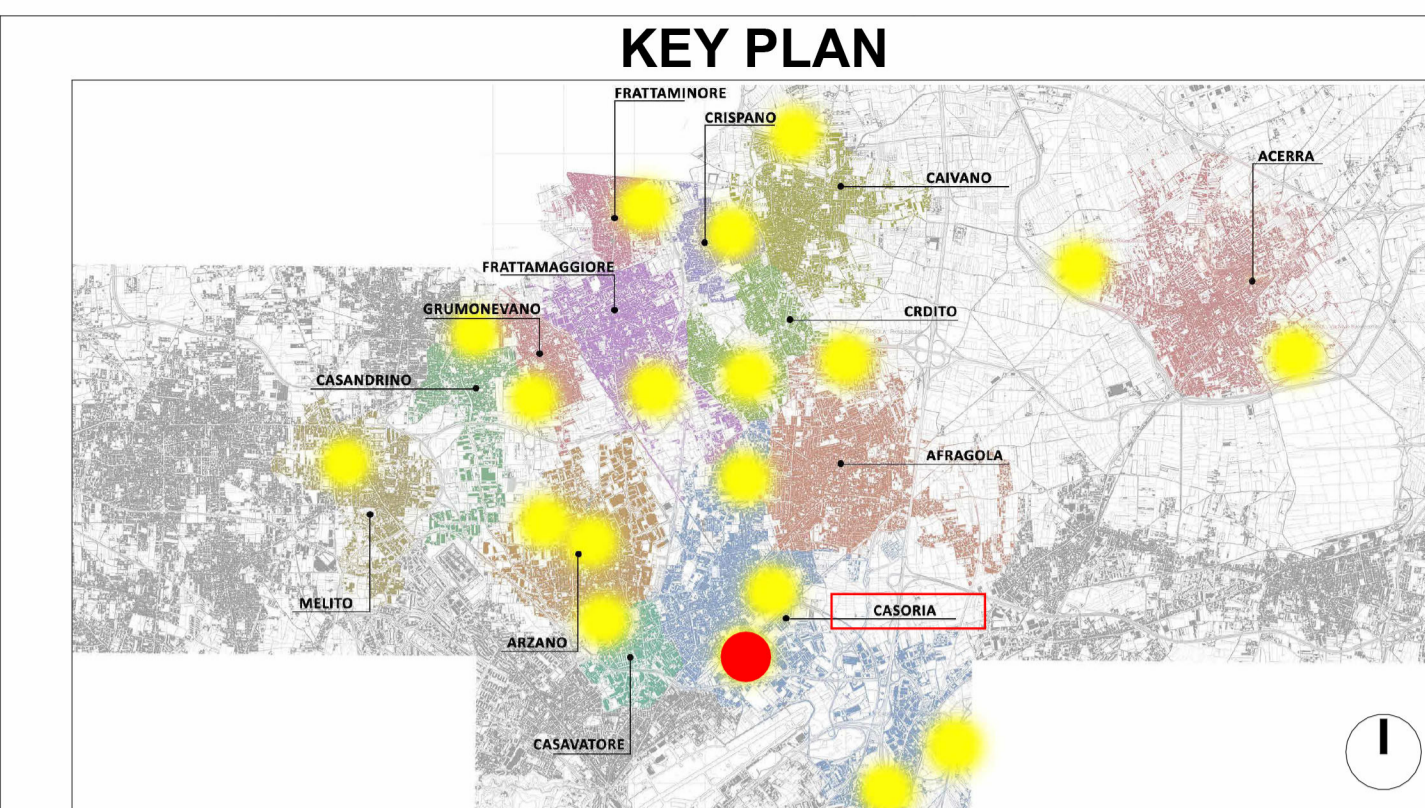 KEY PLAN
FRATTAMINORE
CRISPANO
ACERRA
CAIVANO
FRATTAMAGGIORE
GRUMONEVANO
CRDITO
CASANDRINO
AFRAGOLA
MELITO
CASORIA
ARZANO
CASAVATORE